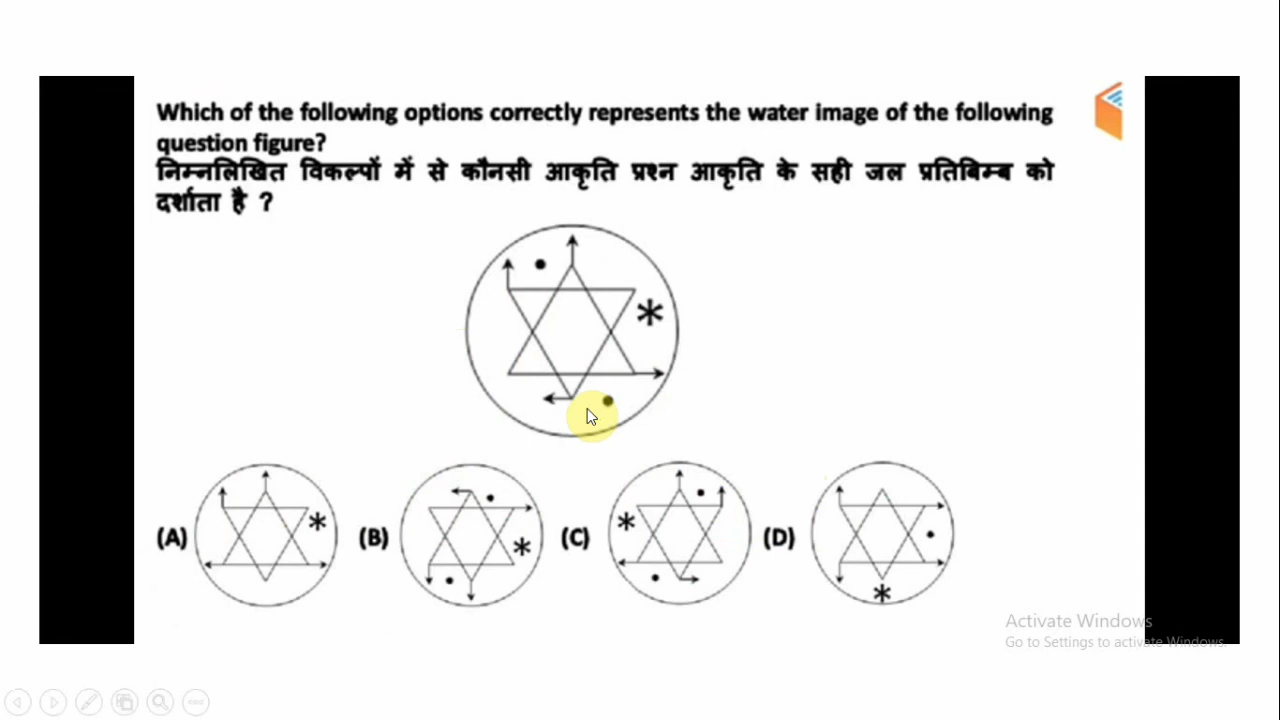 Which of the following options correctly represents the water image of the following
question figure?
निम्नलिखित विकल्पों में से कौनसी आकृति प्रश्न आकृति के सही जल प्रतिबिम्ब को
दर्शाता है ?
(A) (B) (C) (D)
Activate Windows
Go to Settings to activate Windows.